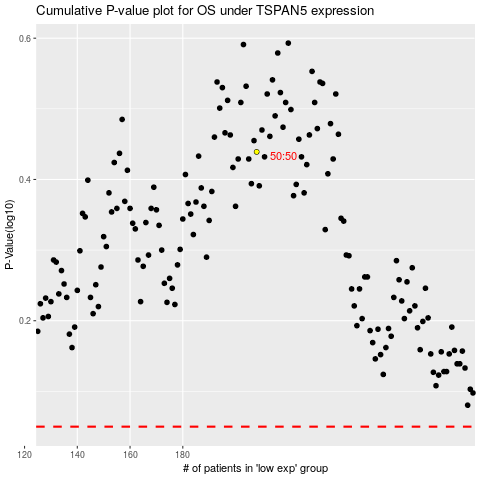 Cumulative P-value plot for OS under TSPAN5 expression
P-Value(log10)
0.6
0.4
0.2
50:50
120 140 160 180
# of patients in 'low exp' group